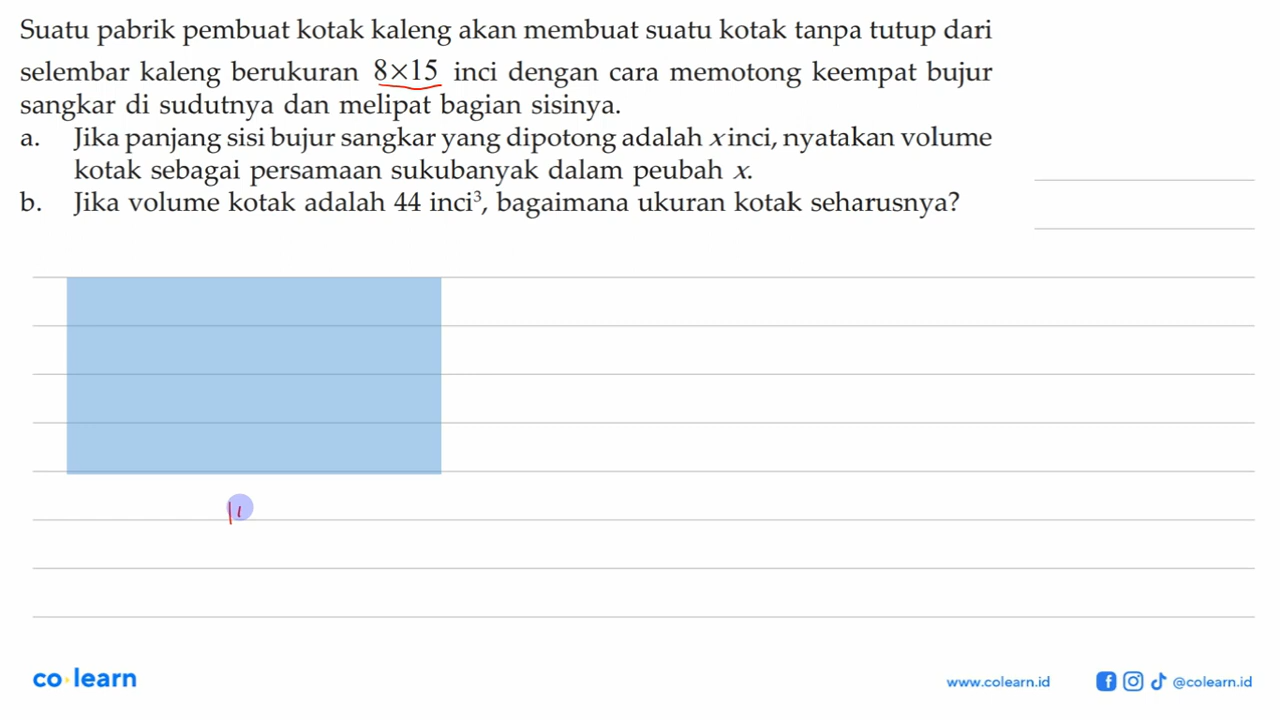 Suatu pabrik pembuat kotak kaleng akan membuat suatu kotak tanpa tutup dari
selembar kaleng berukuran 8×15 inci dengan cara memotong keempat bujur
sangkar di sudutnya dan melipat bagian sisinya.
a. Jika panjang sisi bujur sangkar yang dipotong adalah x inci, nyatakan volume
kotak sebagai persamaan sukubanyak dalam peubah x.
b. Jika volume kotak adalah 44 inci³, bagaimana ukuran kotak seharusnya?
co·learn
www.colearn.id
@colearn.id